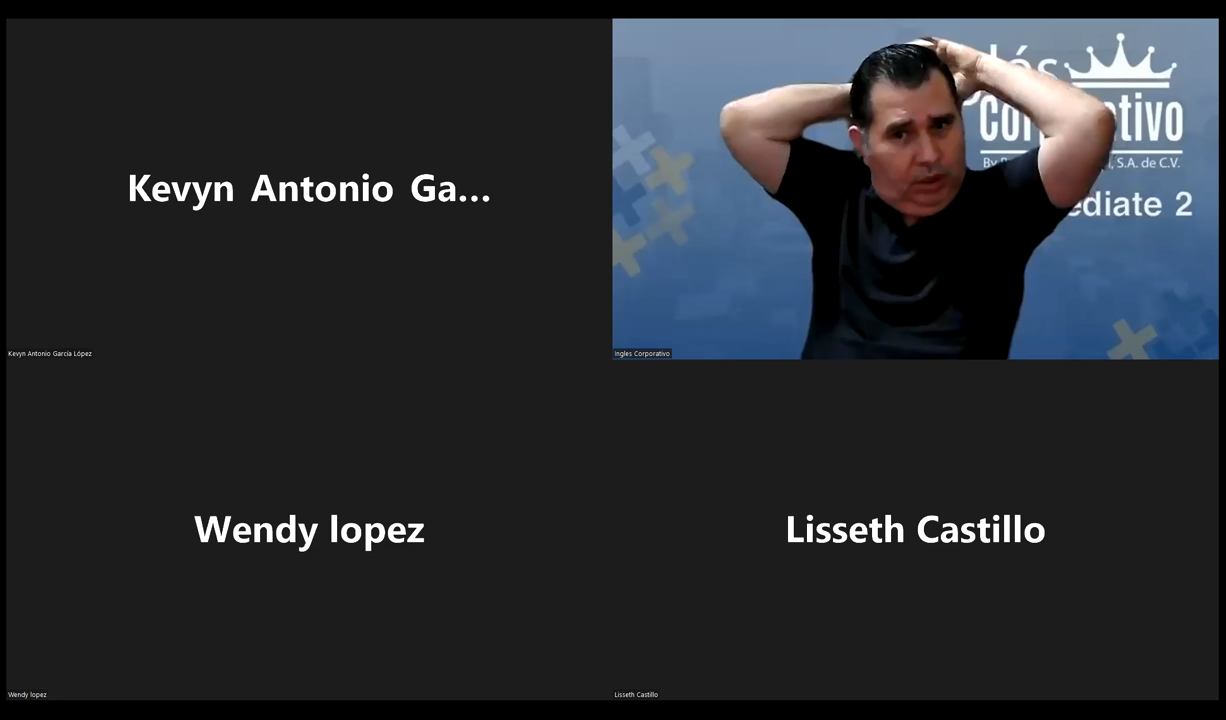 Kevyn Antonio Ga...
Kevyn Antonio García López
Corporativo
S.A. de C.V.
2
Ingles Corporativo
Wendy lopez
Wendy lopez
Lisseth Castillo
Lisseth Castillo